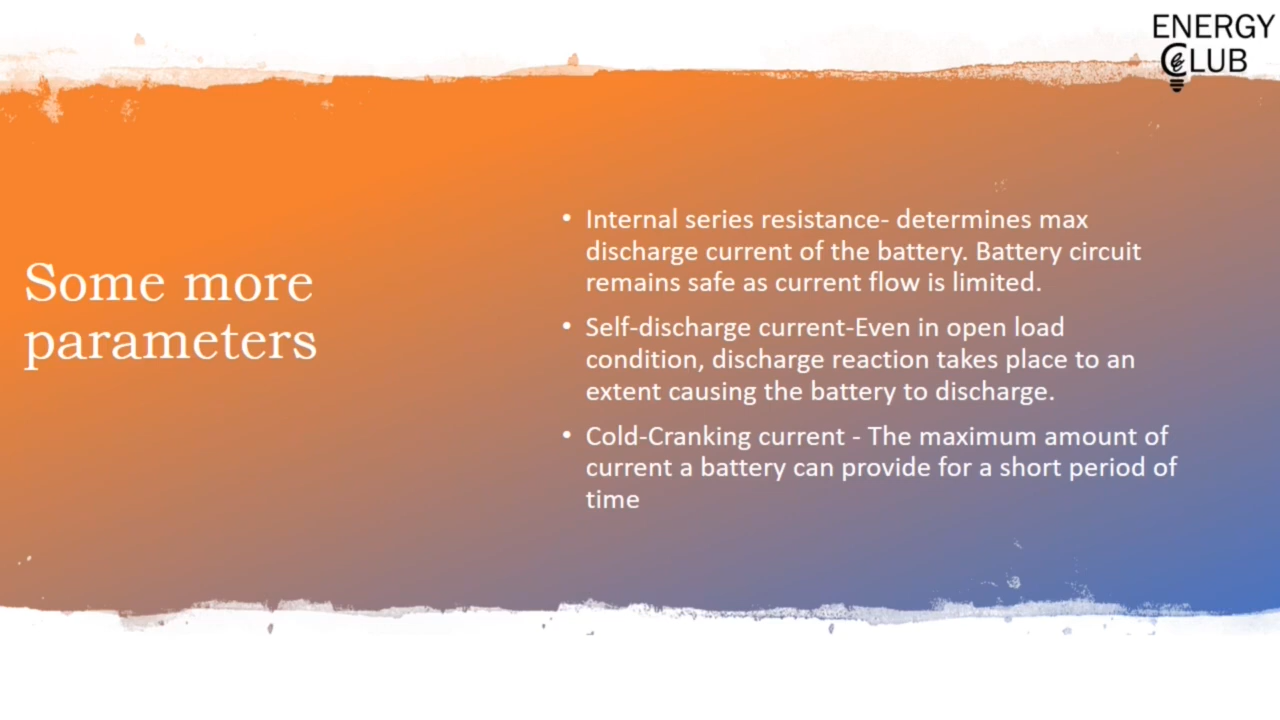 ENERGY
CLUB
Some more
parameters
• Internal series resistance- determines max
discharge current of the battery. Battery circuit
remains safe as current flow is limited.
• Self-discharge current-Even in open load
condition, discharge reaction takes place to an
extent causing the battery to discharge.
• Cold-Cranking current - The maximum amount of
current a battery can provide for a short period of
time